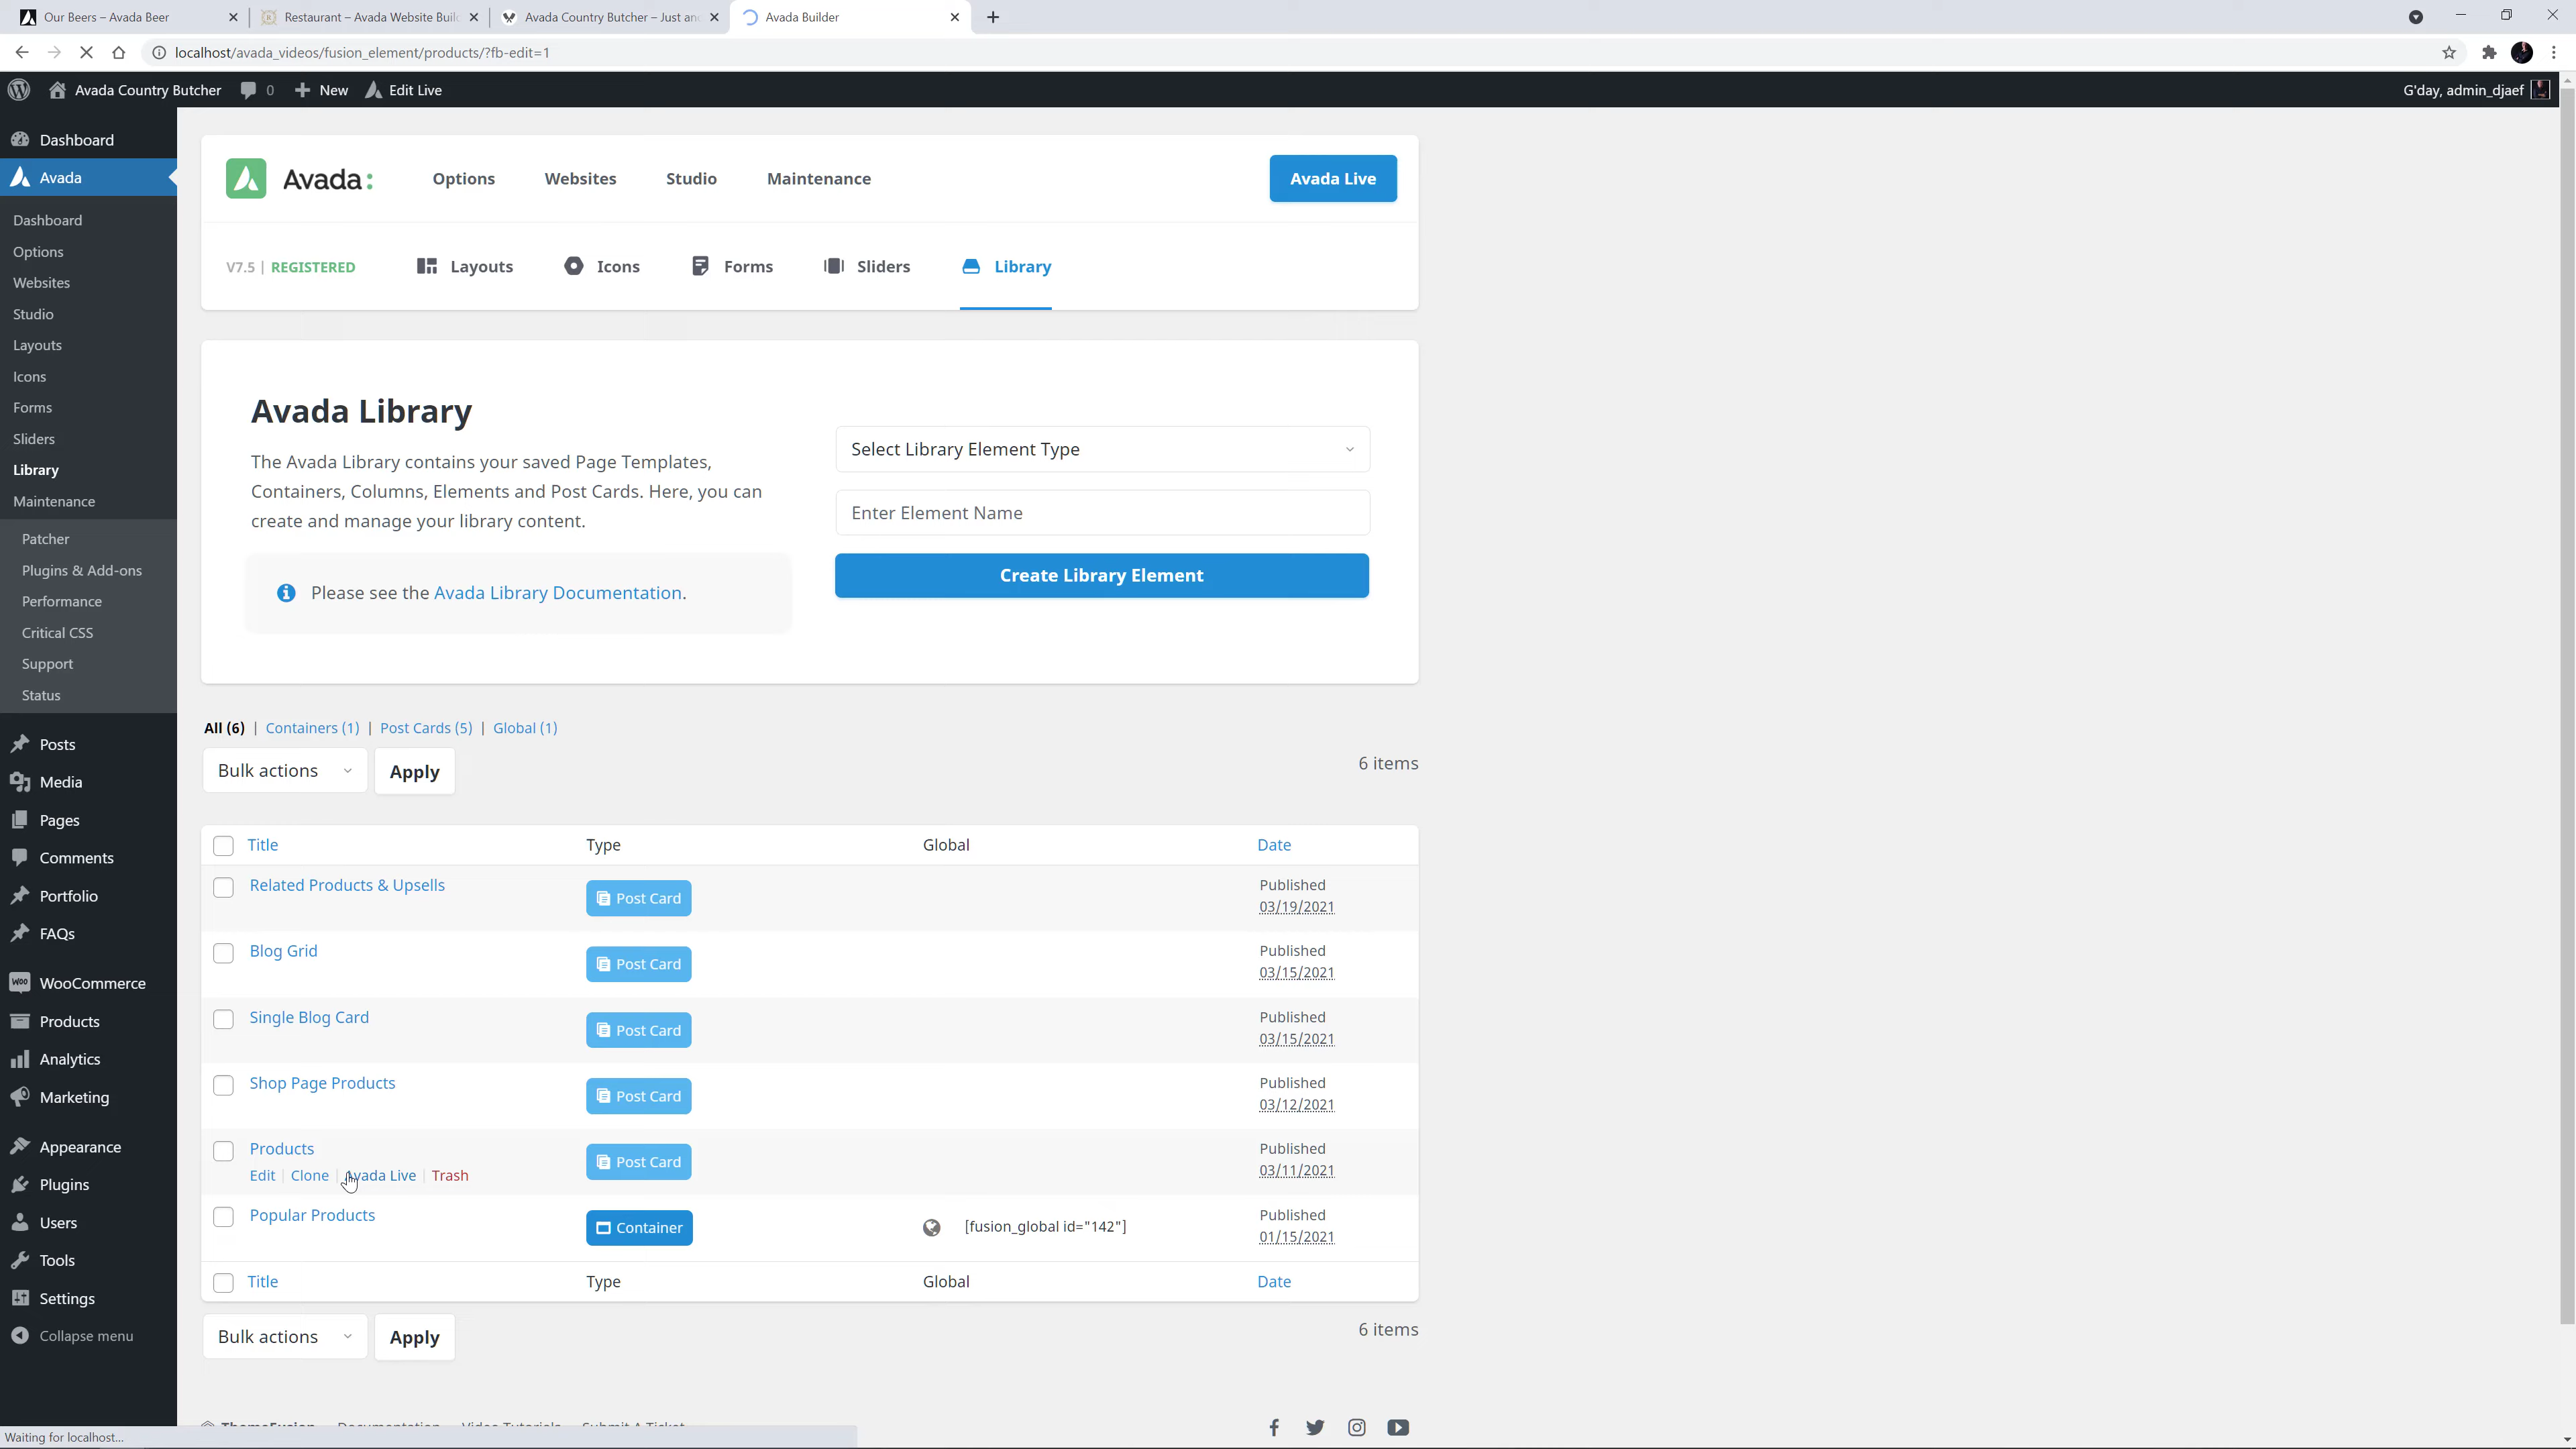 Our Beers – Avada Beer
Restaurant – Avada Website Buil
Avada Country Butcher – Just an
Avada Builder
localhost/avada_videos/fusion_element/products/?fb-edit=1
Avada Country Butcher
0
New
Edit Live
G'day, admin_djaef
Dashboard
Avada
Dashboard
Options
Websites
Studio
Layouts
Icons
Forms
Sliders
Library
Maintenance
Patcher
Plugins & Add-ons
Performance
Critical CSS
Support
Status
Posts
Media
Pages
Comments
Portfolio
FAQs
WooCommerce
Products
Analytics
Marketing
Appearance
Plugins
Users
Tools
Settings
Collapse menu
Avada:
Options
Websites
Studio
Maintenance
Avada Live
V7.5 | REGISTERED
Layouts
Icons
Forms
Sliders
Library
Avada Library
The Avada Library contains your saved Page Templates,
Containers, Columns, Elements and Post Cards. Here, you can
create and manage your library content.
Please see the Avada Library Documentation.
Select Library Element Type
Enter Element Name
Create Library Element
All (6) | Containers (1) | Post Cards (5) | Global (1)
Bulk actions
Apply
6 items
Title Type Global Date
Related Products & Upsells
Post Card
Published
03/19/2021
Blog Grid
Post Card
Published
03/15/2021
Single Blog Card
Post Card
Published
03/15/2021
Shop Page Products
Post Card
Published
03/12/2021
Products
Edit | Clone | Avada Live | Trash
Post Card
Published
03/11/2021
Popular Products
Container
[fusion_global id="142"]
Published
01/15/2021
Title Type Global Date
Bulk actions
Apply
6 items
ThemeFusion Documentation Video Tutorials Submit A Ticket
Waiting for localhost...